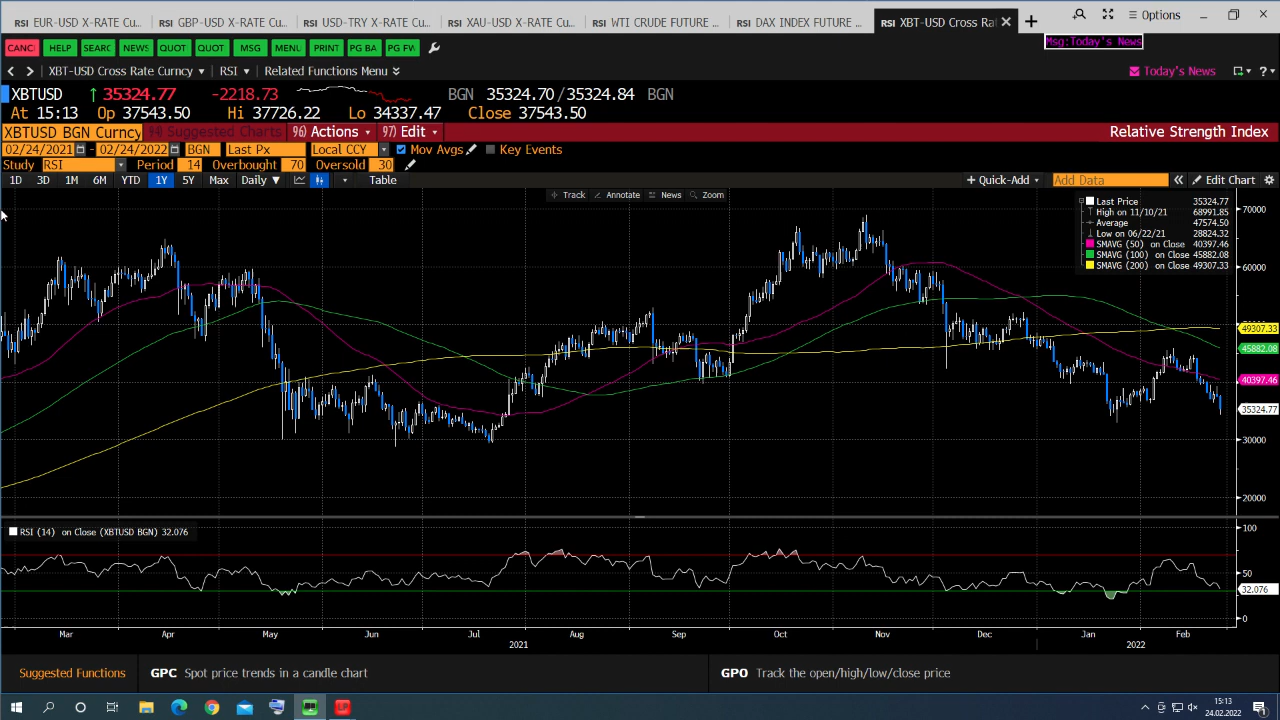 RSI EUR-USD X-RATE Cu...
RSI GBP-USD X-RATE Cu...
RSI USD-TRY X-RATE Cu...
RSI XAU-USD X-RATE Cu...
RSI WTI CRUDE FUTURE ...
RSI DAX INDEX FUTURE ...
RSI XBT-USD Cross Ra
Options
CANC HELP SEARC NEWS QUOT QUOT MSG MENU PRINT PG BA PG FW
Msg:Today's News
XBT-USD Cross Rate Curncy RSI Related Functions Menu
Today's News
XBTUSD ↑ 35324.77 -2218.73 BGN 35324.70/35324.84 BGN
At 15:13 Op 37543.50 Hi 37726.22 Lo 34337.47 Close 37543.50
XBTUSD BGN Curncy 94) Suggested Charts 96) Actions 97) Edit Relative Strength Index
02/24/2021 - 02/24/2022 BGN Last Px Local CCY Mov Avgs Key Events
Study RSI Period 14 Overbought 70 Oversold 30
1D 3D 1M 6M YTD 1Y 5Y Max Daily ▼ Table + Quick-Add Add Data « Edit Chart
Track Annotate News Zoom
Last Price 35324.77
High on 11/10/21 68991.85
Average 47574.50
Low on 06/22/21 28824.32
SMAVG (50) on Close 40397.46
SMAVG (100) on Close 45882.08
SMAVG (200) on Close 49307.33
70000
60000
49307.33
45882.08
40397.46
35324.77
30000
20000
RSI (14) on Close (XBTUSD BGN) 32.076
100
50
32.076
0
Mar Apr May Jun Jul Aug Sep Oct Nov Dec Jan Feb
2021 2022
Suggested Functions GPC Spot price trends in a candle chart GPO Track the open/high/low/close price
15:13
24.02.2022